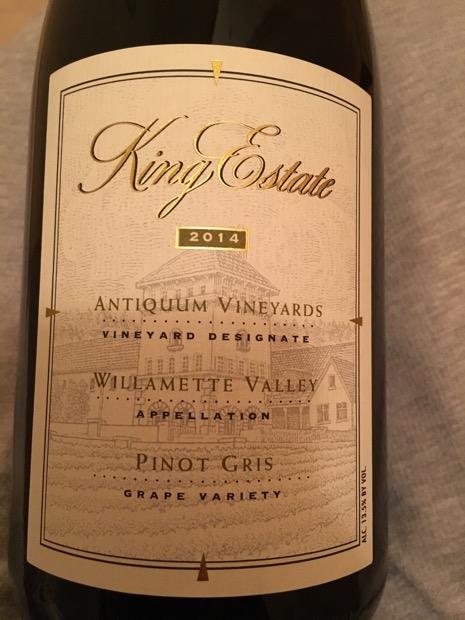 King Estate
2014
ANTIQUUM VINEYARDS
VINEYARD DESIGNATE
WILLAMETTE VALLEY
APPELLATION
PINOT GRIS
GRAPE VARIETY
ALC. 13.5% BY VOL.